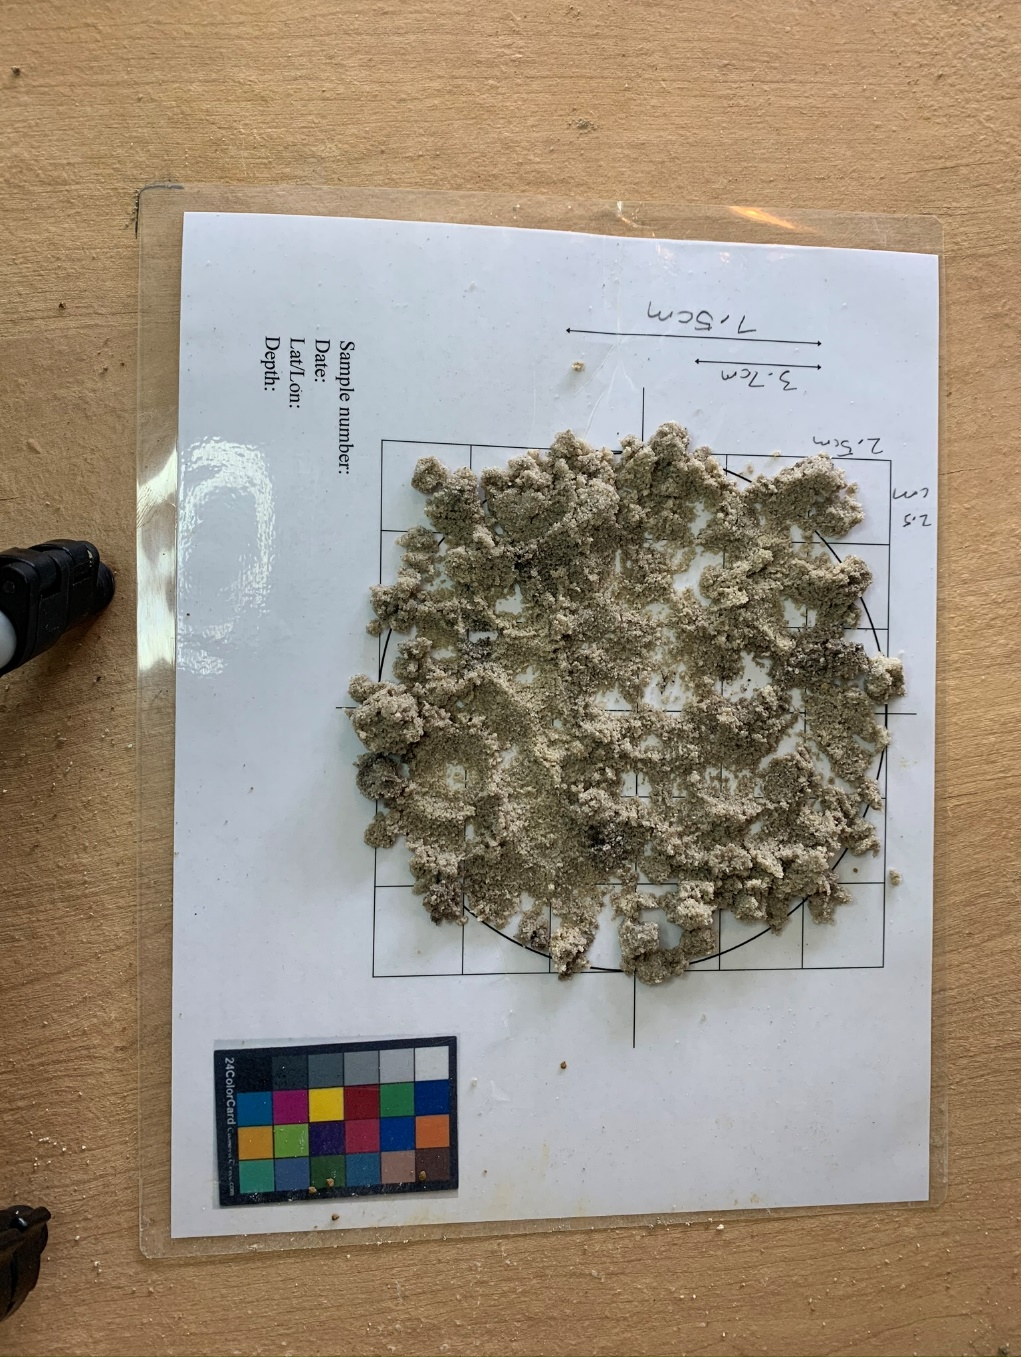 Sample number:
Date:
Lat/Lon:
Depth:
7.5cm
3.7cm
2.5cm
2.5
cm
24ColorCard